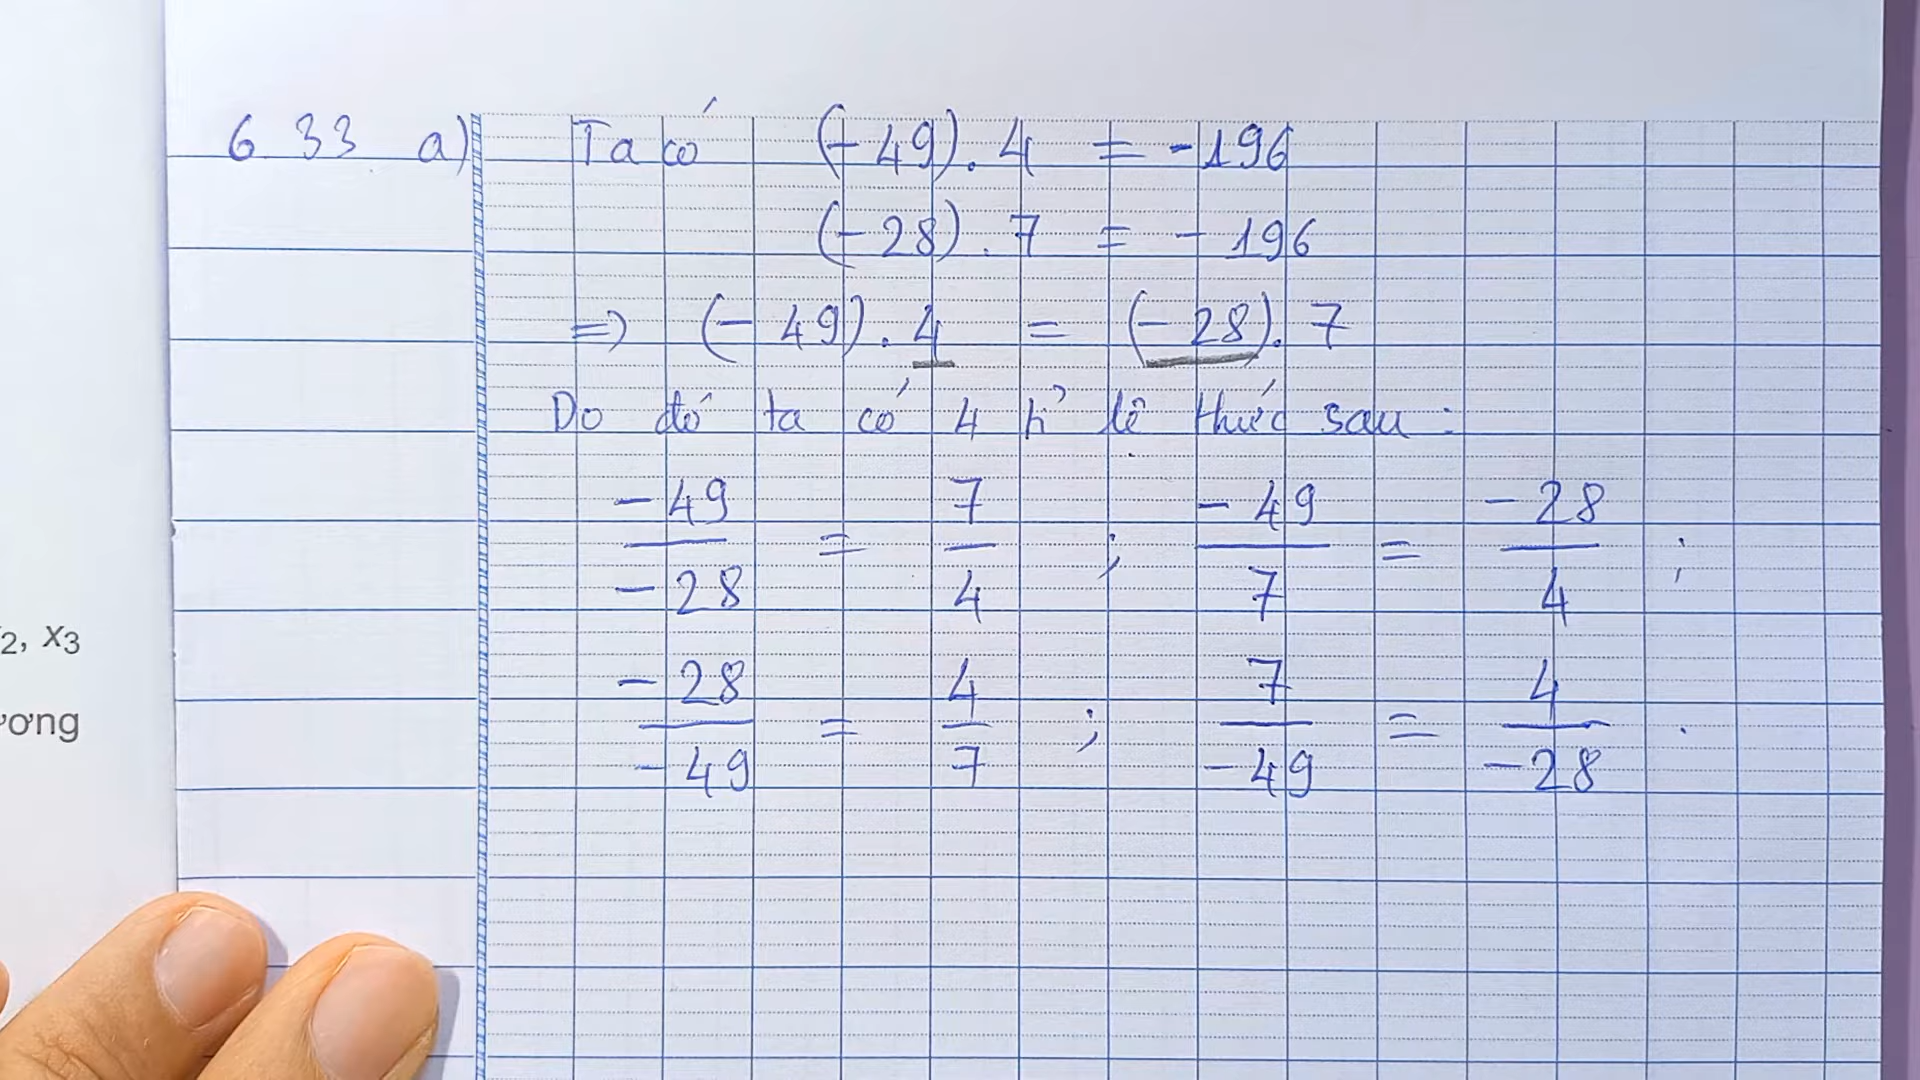 6 33 a) Ta có (-49). 4 = -196
(-28). 7 = -196
=> (-49). 4 = (-28). 7
Do đó ta có 4 tỉ lệ thức sau :
-49/-28 = 7/4 ; -49/7 = -28/4 ;
-28/-49 = 4/7 ; 7/-49 = 4/-28 .
2, x3
ương